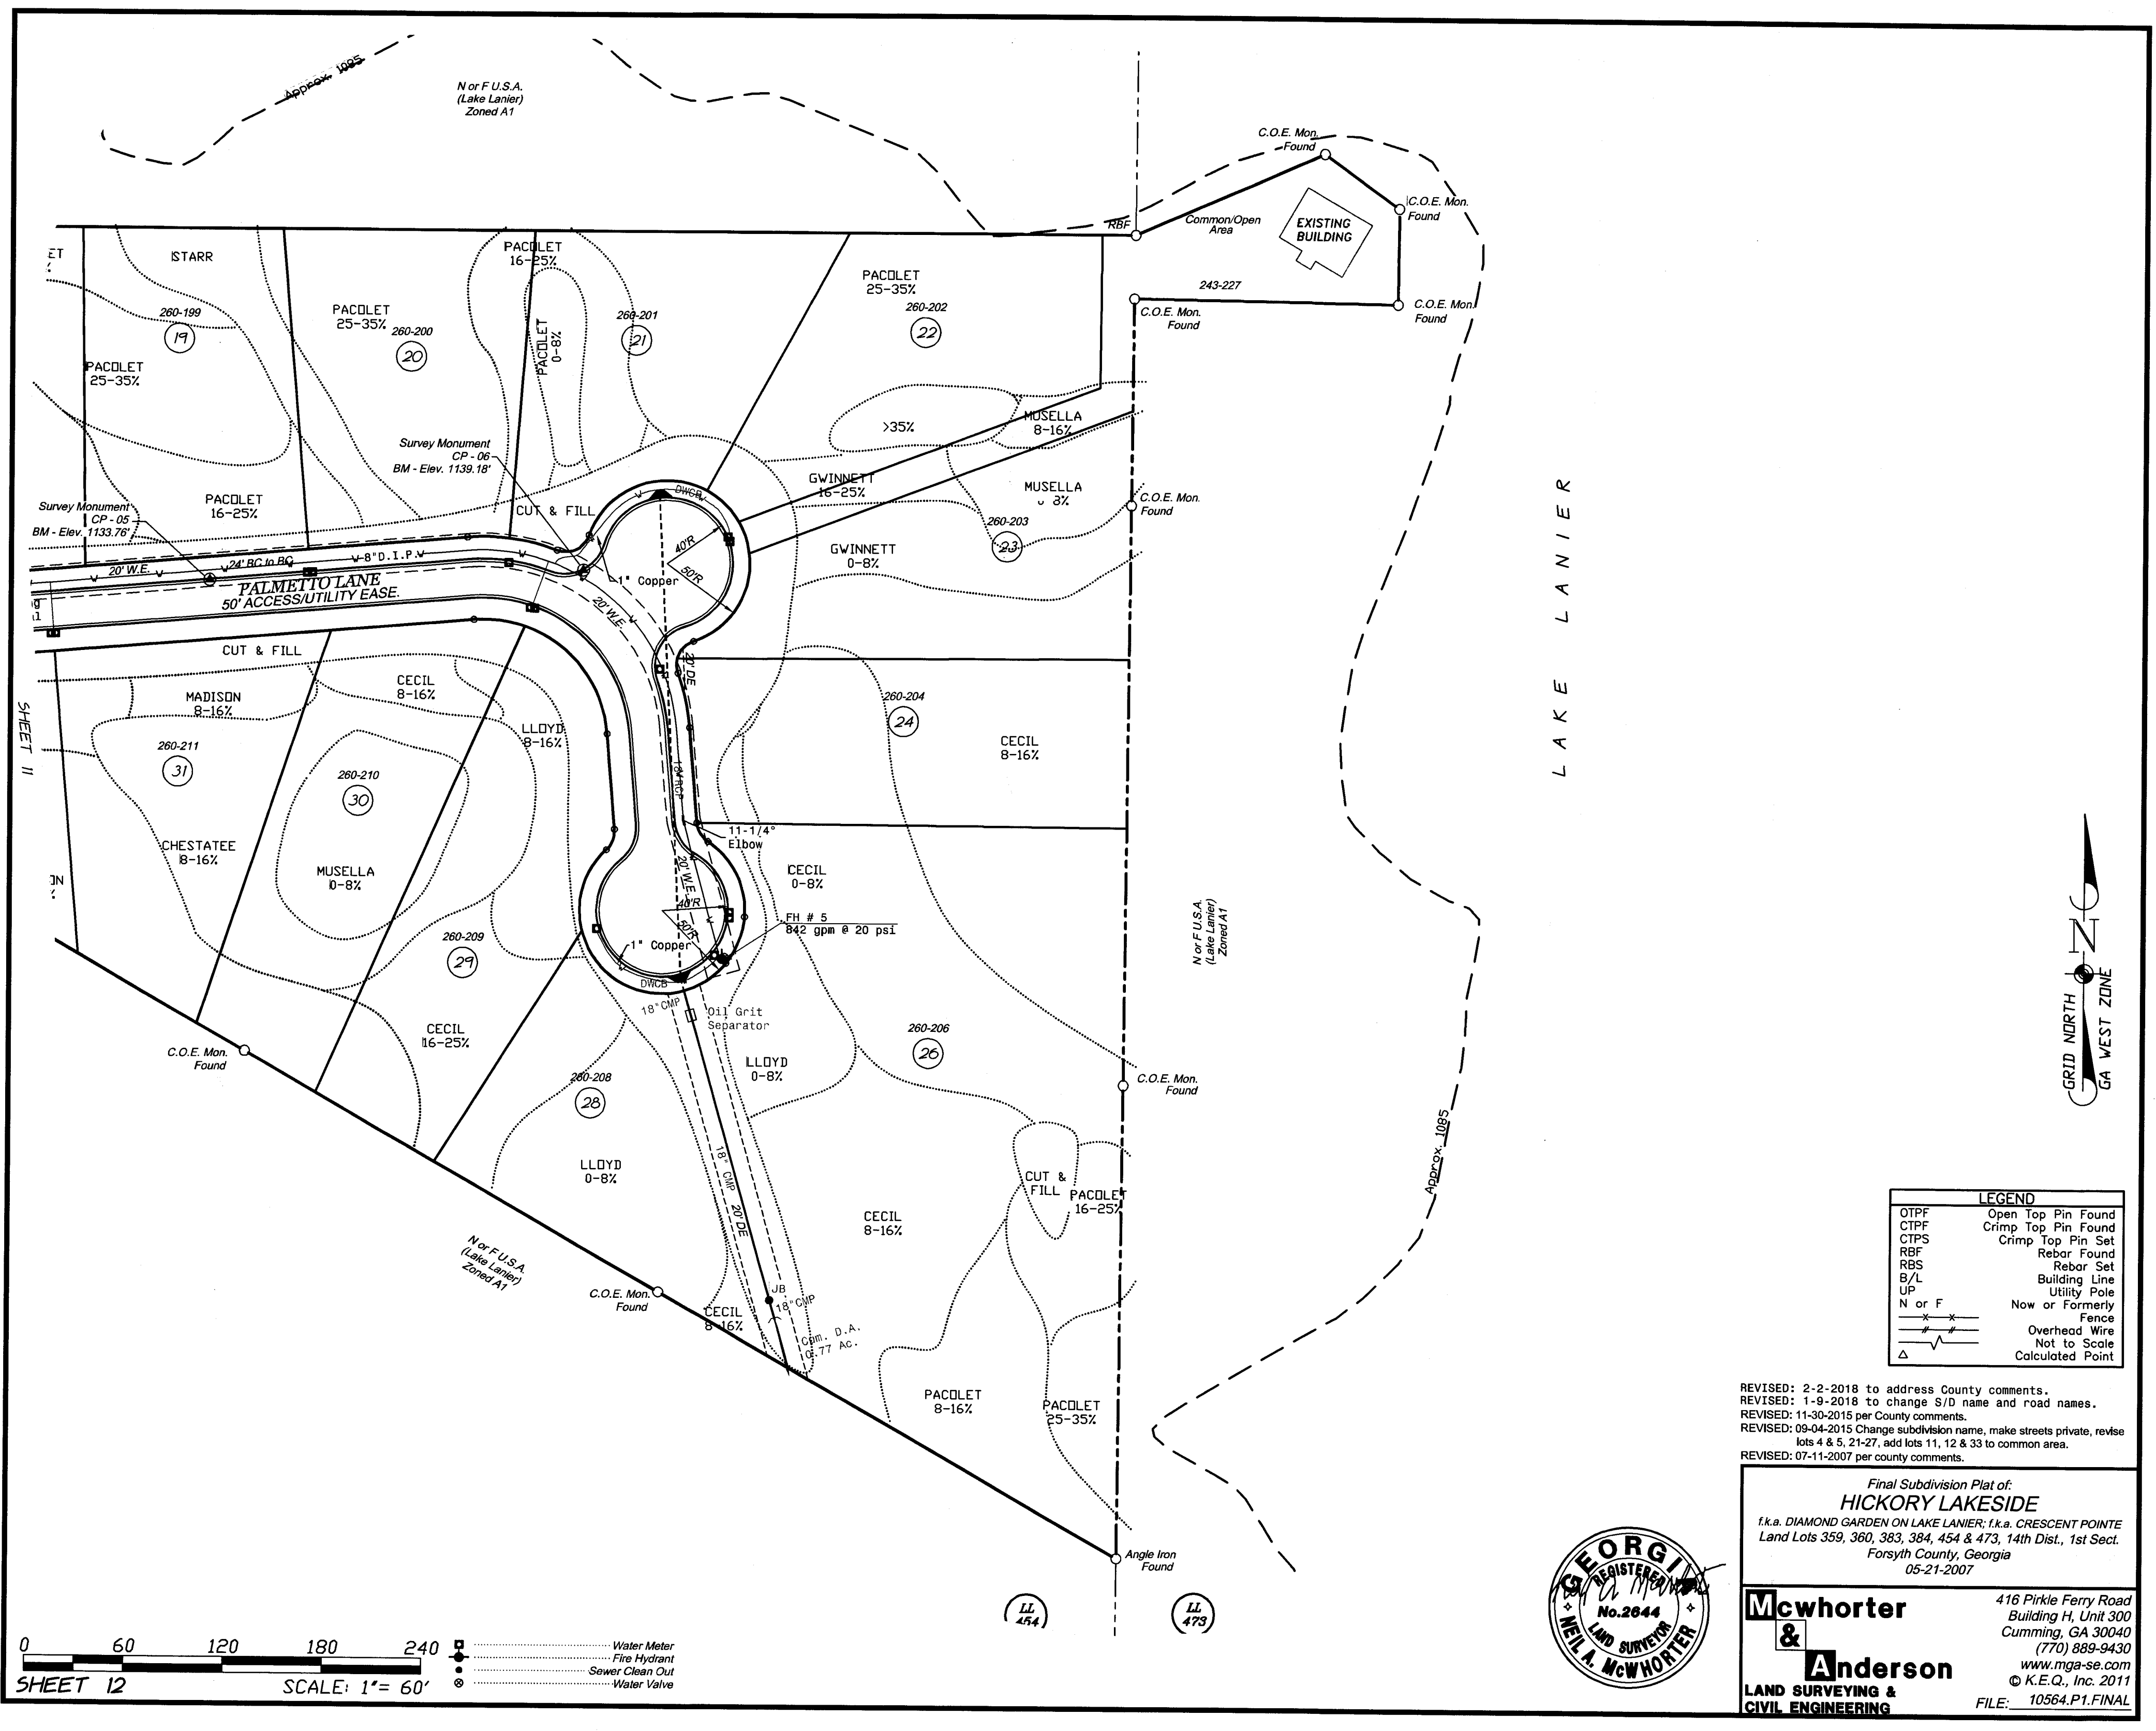 Approx. 1085
N or F U.S.A.
(Lake Lanier)
Zoned A1
C.O.E. Mon.
Found
C.O.E. Mon.
Found
RBF
Common/Open
Area
EXISTING
BUILDING
243-227
C.O.E. Mon.
Found
C.O.E. Mon.
Found
ET
STARR
260-199
19
PACOLET
25-35%
PACOLET
25-35%
260-200
20
PACOLET
16-25%
PACOLET
0-8%
260-201
21
PACOLET
25-35%
260-202
22
>35%
MUSELLA
8-16%
Survey Monument
CP - 06
BM - Elev. 1139.18'
GWINNETT
16-25%
MUSELLA
8%
C.O.E. Mon.
Found
PACOLET
16-25%
Survey Monument
CP - 05
BM - Elev. 1133.76'
CUT & FILL
DWCB
260-203
23
GWINNETT
0-8%
40'R
50'R
1" Copper
20' W.E.
24' BC to BC
8"D.I.P.
PALMETTO LANE
50' ACCESS/UTILITY EASE.
20' W.E.
CUT & FILL
20' DE
MADISON
8-16%
CECIL
8-16%
LLOYD
8-16%
260-204
24
CECIL
8-16%
SHEET 11
260-211
31
260-210
30
18" RCP
11-1/4°
Elbow
CHESTATEE
8-16%
MUSELLA
0-8%
CECIL
0-8%
ON
20' W.E.
40'R
50'R
FH # 5
842 gpm @ 20 psi
1" Copper
260-209
29
DWCB
18"CMP
Oil Grit
Separator
N or F U.S.A.
(Lake Lanier)
Zoned A1
LAKE LANIER
CECIL
16-25%
C.O.E. Mon.
Found
260-208
28
LLOYD
0-8%
260-206
26
C.O.E. Mon.
Found
Approx. 1085
LLOYD
0-8%
18" CMP
20' DE
CUT &
FILL
PACOLET
16-25%
CECIL
8-16%
N or F U.S.A.
(Lake Lanier)
Zoned A1
C.O.E. Mon.
Found
CECIL
8-16%
JB
18"CMP
Com. D.A.
0.77 Ac.
PACOLET
8-16%
PACOLET
25-35%
Angle Iron
Found
LL
454
LL
473
N
GRID NORTH
GA WEST ZONE
LEGEND
OTPF Open Top Pin Found
CTPF Crimp Top Pin Found
CTPS Crimp Top Pin Set
RBF Rebar Found
RBS Rebar Set
B/L Building Line
UP Utility Pole
N or F Now or Formerly
Fence
Overhead Wire
Not to Scale
Calculated Point
REVISED: 2-2-2018 to address County comments.
REVISED: 1-9-2018 to change S/D name and road names.
REVISED: 11-30-2015 per County comments.
REVISED: 09-04-2015 Change subdivision name, make streets private, revise
lots 4 & 5, 21-27, add lots 11, 12 & 33 to common area.
REVISED: 07-11-2007 per county comments.
Final Subdivision Plat of:
HICKORY LAKESIDE
f.k.a. DIAMOND GARDEN ON LAKE LANIER; f.k.a. CRESCENT POINTE
Land Lots 359, 360, 383, 384, 454 & 473, 14th Dist., 1st Sect.
Forsyth County, Georgia
05-21-2007
Mcwhorter
&
Anderson
LAND SURVEYING &
CIVIL ENGINEERING
416 Pirkle Ferry Road
Building H, Unit 300
Cumming, GA 30040
(770) 889-9430
www.mga-se.com
© K.E.Q., Inc. 2011
FILE: 10564.P1.FINAL
GEORGIA
REGISTERED
No.2644
LAND SURVEYOR
NEIL A. McWHORTER
0 60 120 180 240
SHEET 12
SCALE: 1"= 60'
Water Meter
Fire Hydrant
Sewer Clean Out
Water Valve